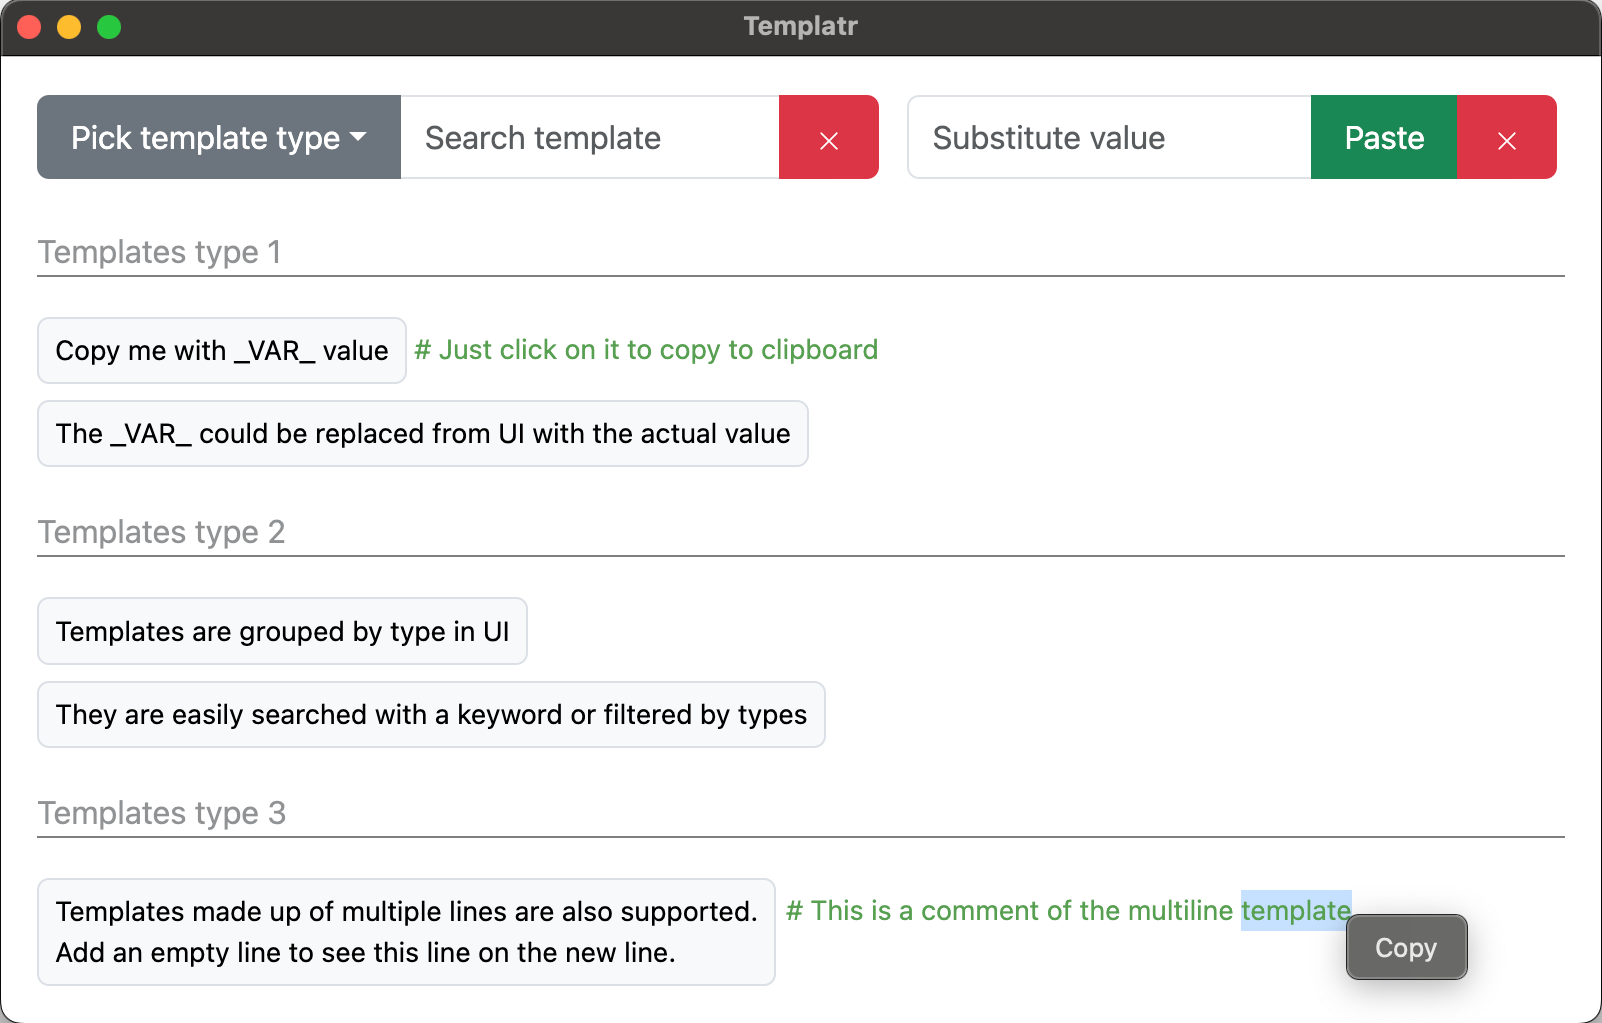 Templatr
Pick template type Search template Substitute value Paste
Templates type 1
Copy me with _VAR_ value # Just click on it to copy to clipboard
The _VAR_ could be replaced from UI with the actual value
Templates type 2
Templates are grouped by type in UI
They are easily searched with a keyword or filtered by types
Templates type 3
Templates made up of multiple lines are also supported. # This is a comment of the multiline template
Add an empty line to see this line on the new line.
Copy